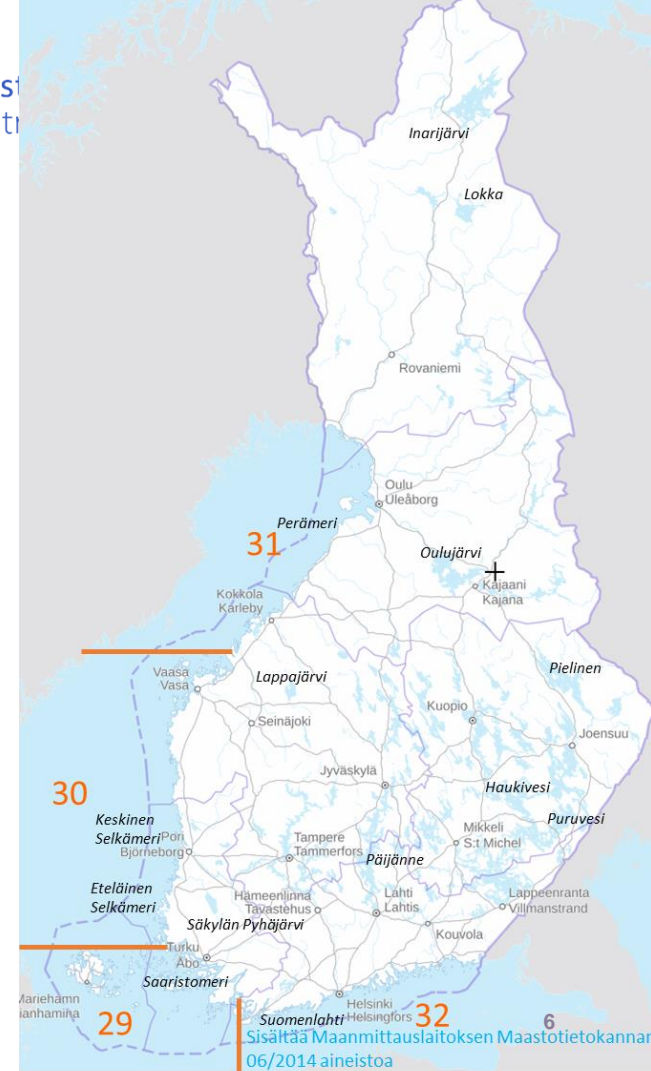 st
tr
Inarijärvi
Lokka
Rovaniemi
Oulu
Uleåborg
Perämeri
31
Oulujärvi
Kajaani
Kajana
Kokkola
Karleby
Pielinen
Vaasa
Vasa
Lappajärvi
Kuopio
Seinäjoki
Joensuu
Jyväskylä
30
Haukivesi
Keskinen
Selkämeri
Pori
Björneborg
Puruvesi
Mikkeli
S:t Michel
Tampere
Tammerfors
Päijänne
Eteläinen
Selkämeri
Hämeenlinna
Tavastehus
Lahti
Lahtis
Lappeenranta
Villmanstrand
Säkylän Pyhäjärvi
Kouvola
Turku
Åbo
Saaristomeri
Mariehamn
ianhamina
29
Helsinki
Helsingfors
Suomenlahti
32
6
Sisältää Maanmittauslaitoksen Maastotietokannan
06/2014 aineistoa